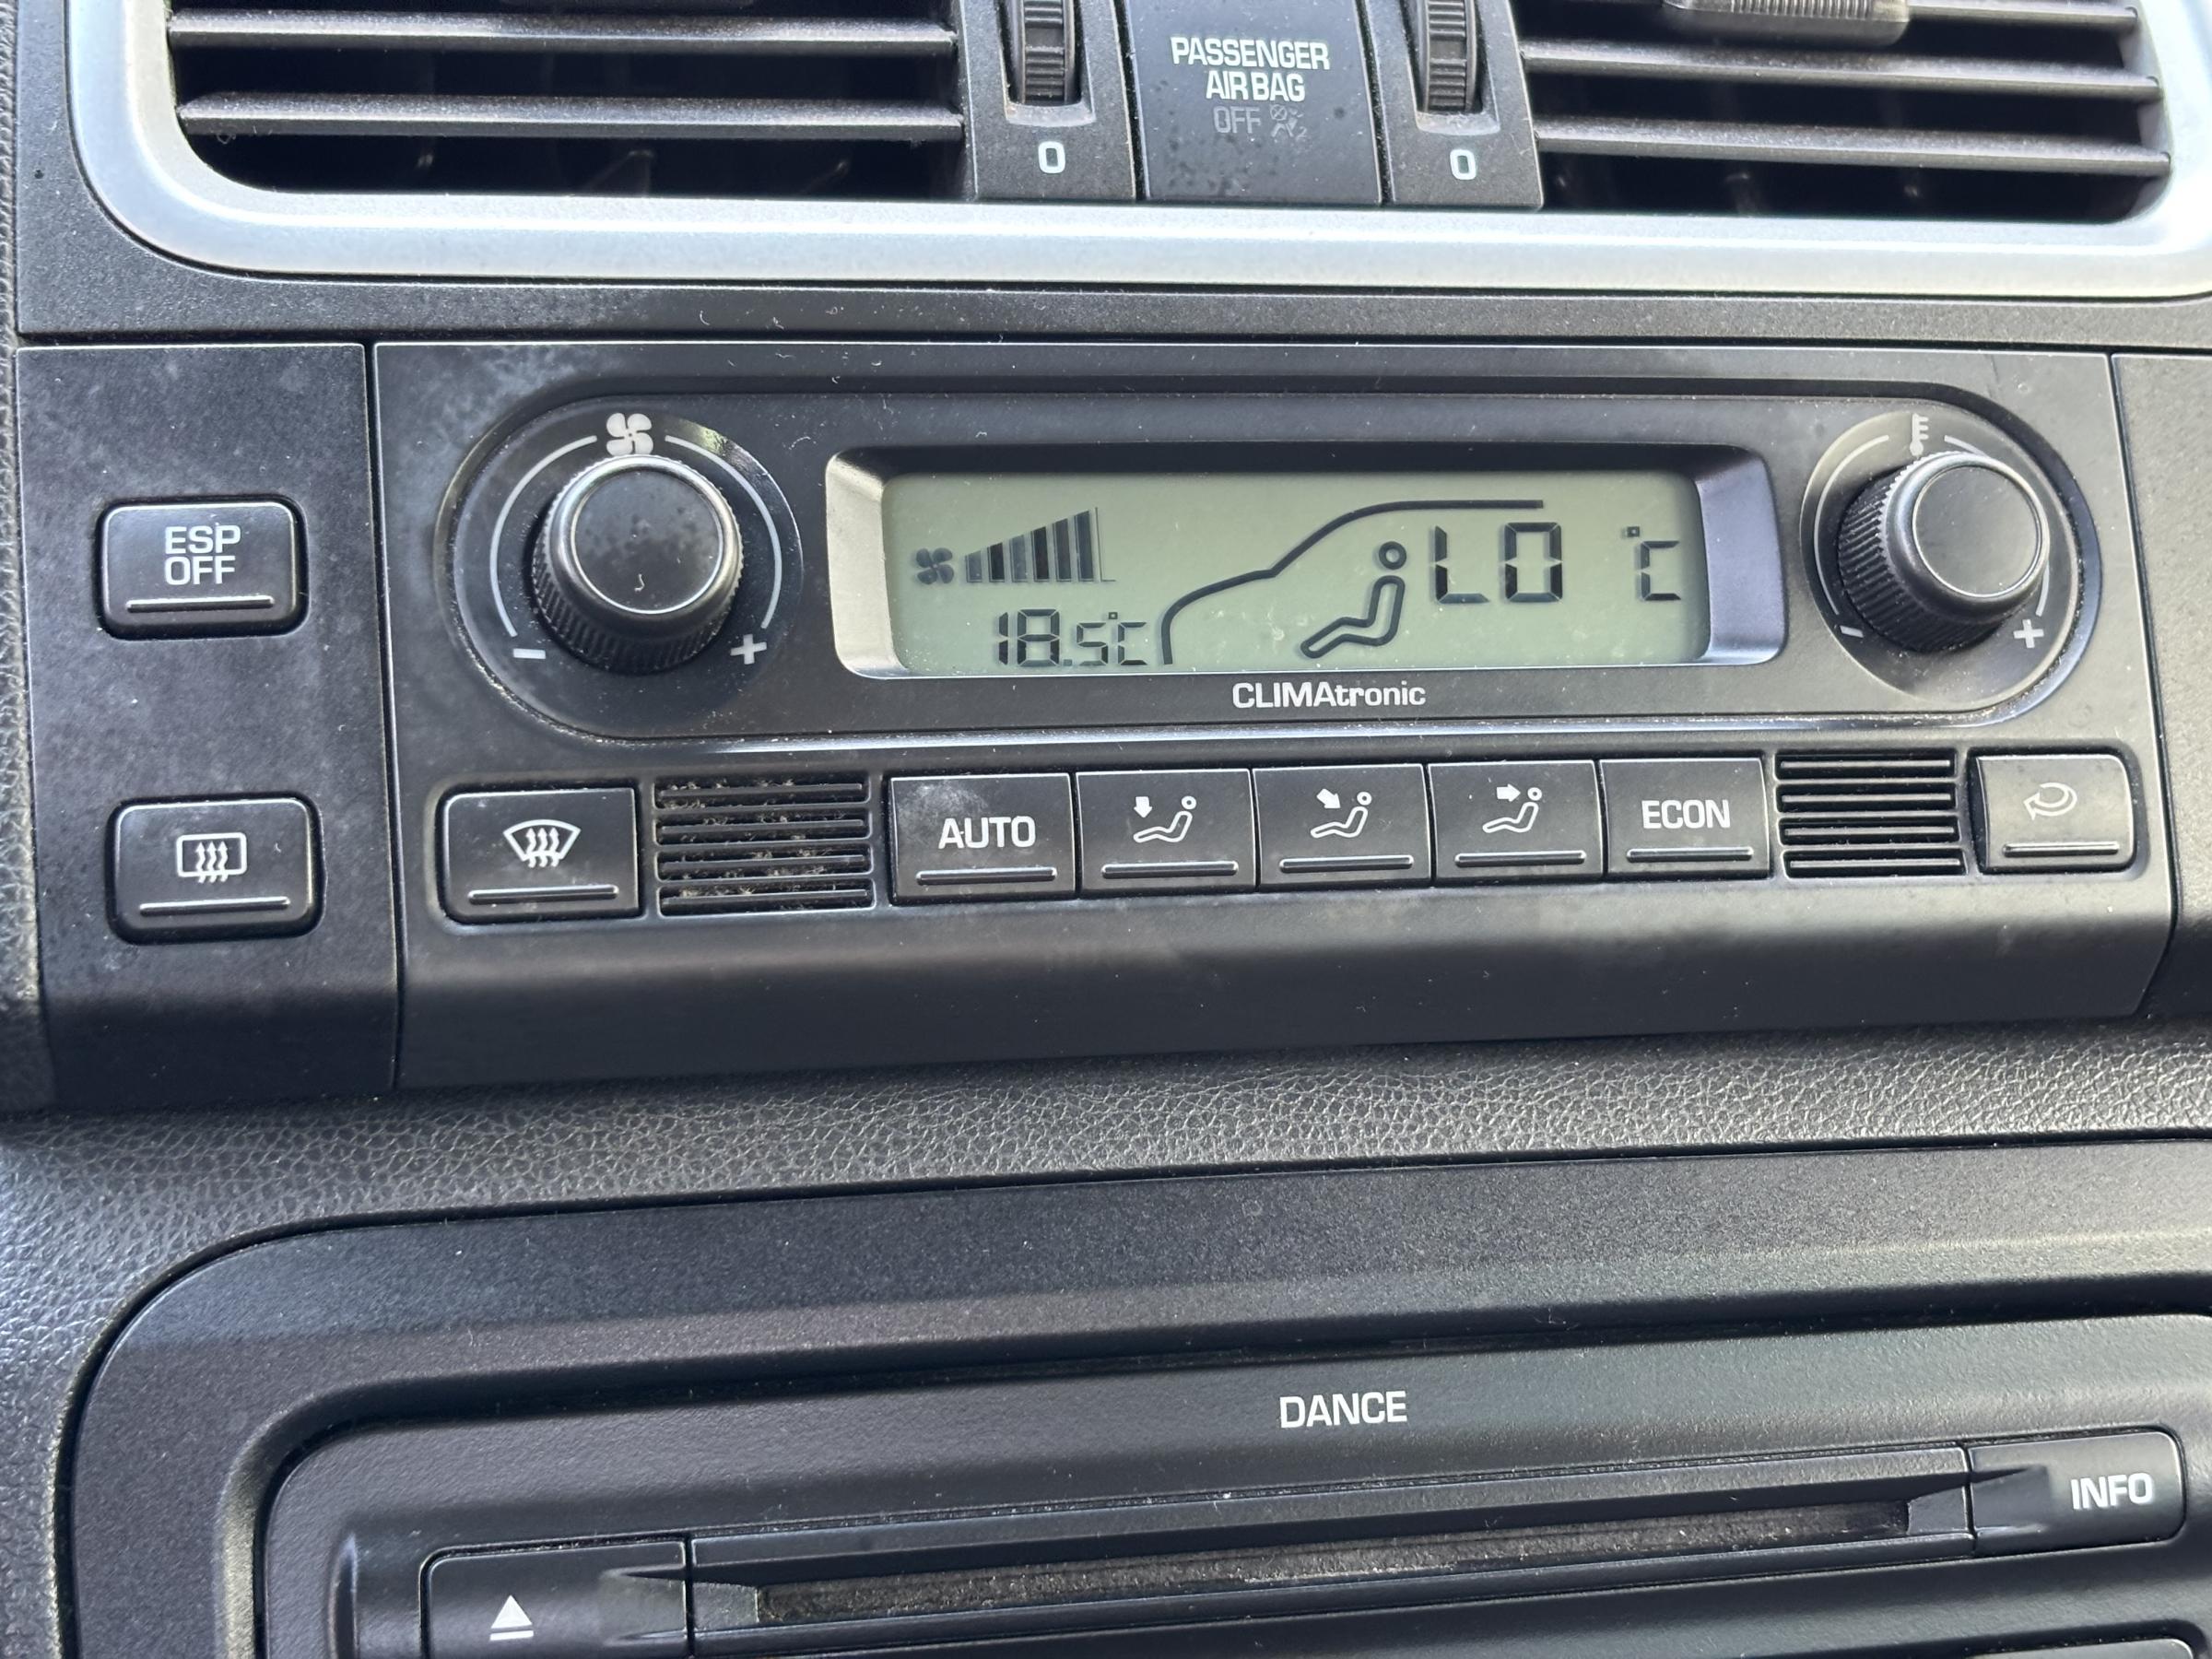 PASSENGER
AIR BAG
OFF
0
0
ESP
OFF
LO °C
18.5°C
- +
- +
CLIMAtronic
AUTO
ECON
DANCE
INFO